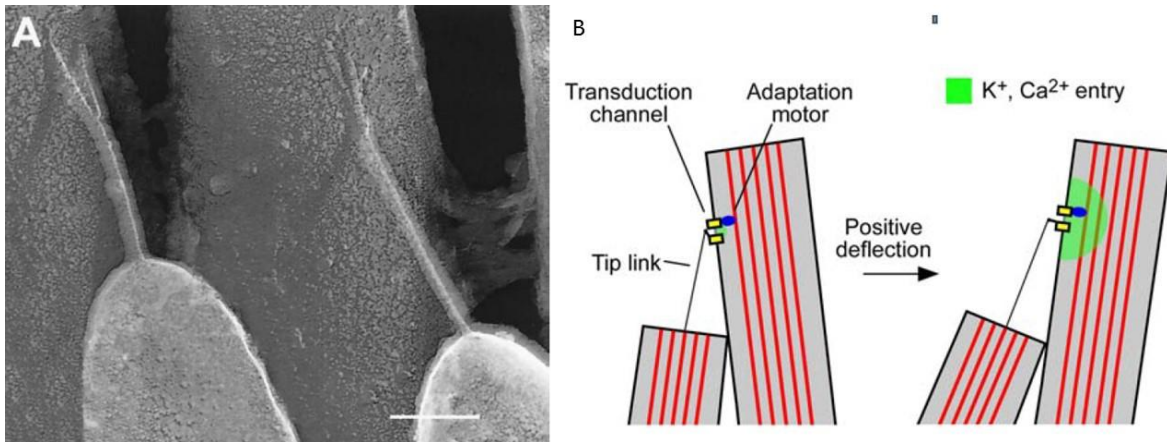 A
B
Transduction
channel
Adaptation
motor
K⁺, Ca²⁺ entry
Tip link
Positive
deflection